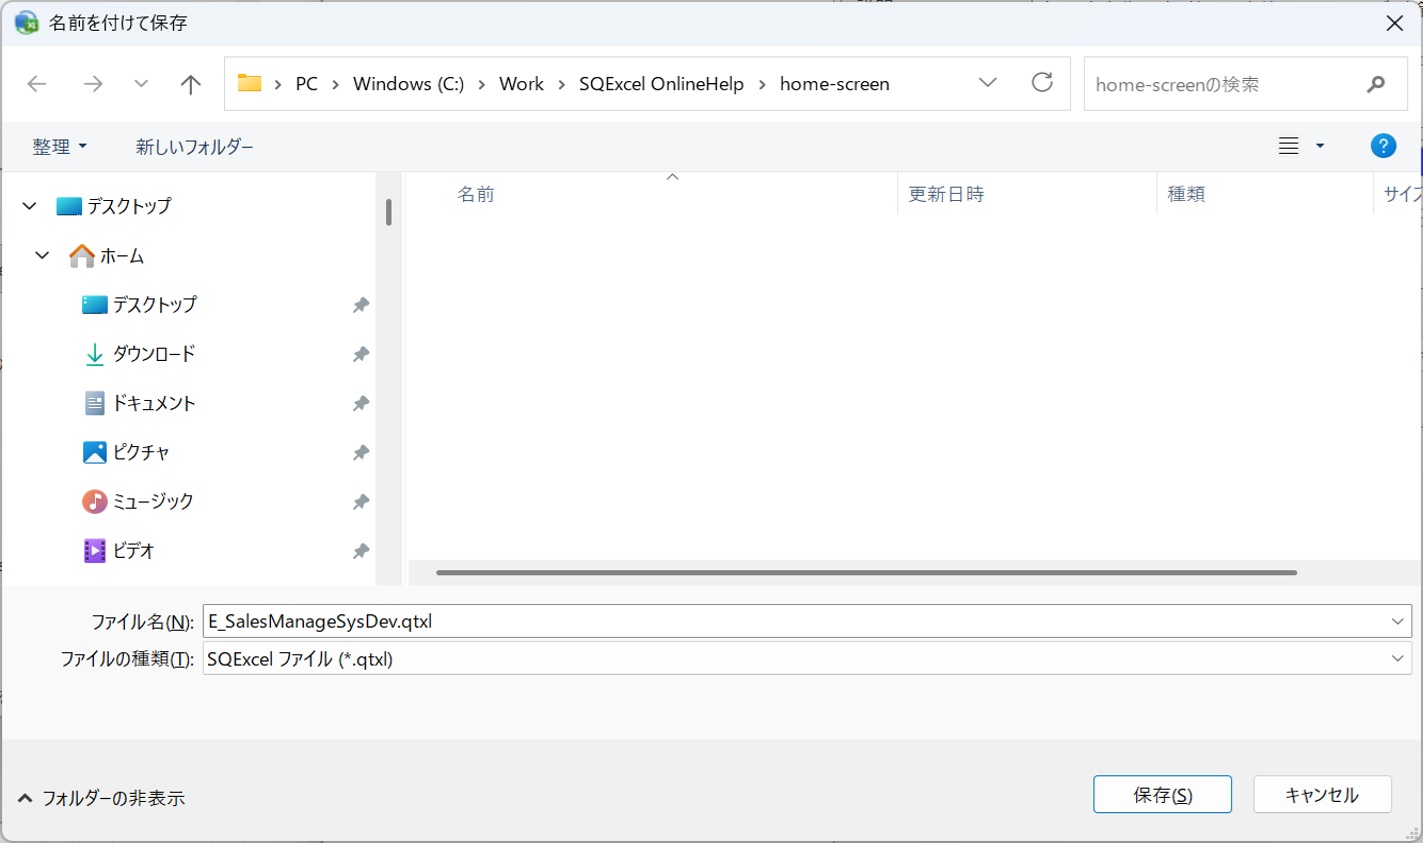 名前を付けて保存
PC › Windows (C:) › Work › SQExcel OnlineHelp › home-screen
home-screenの検索
整理 新しいフォルダー
名前 更新日時 種類 サイズ
デスクトップ
ホーム
デスクトップ
ダウンロード
ドキュメント
ピクチャ
ミュージック
ビデオ
ファイル名(N): E_SalesManageSysDev.qtxl
ファイルの種類(T): SQExcel ファイル (*.qtxl)
フォルダーの非表示
保存(S) キャンセル